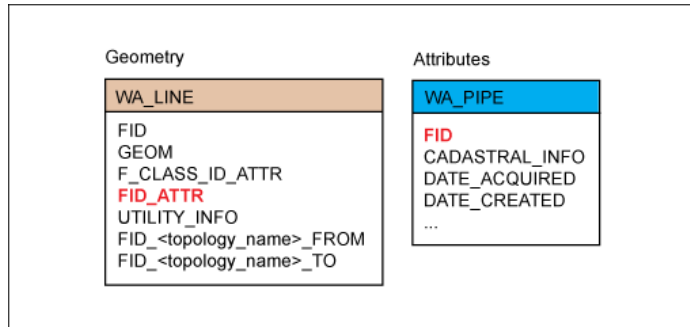 Geometry
WA_LINE
FID
GEOM
F_CLASS_ID_ATTR
FID_ATTR
UTILITY_INFO
FID_<topology_name>_FROM
FID_<topology_name>_TO
Attributes
WA_PIPE
FID
CADASTRAL_INFO
DATE_ACQUIRED
DATE_CREATED
...